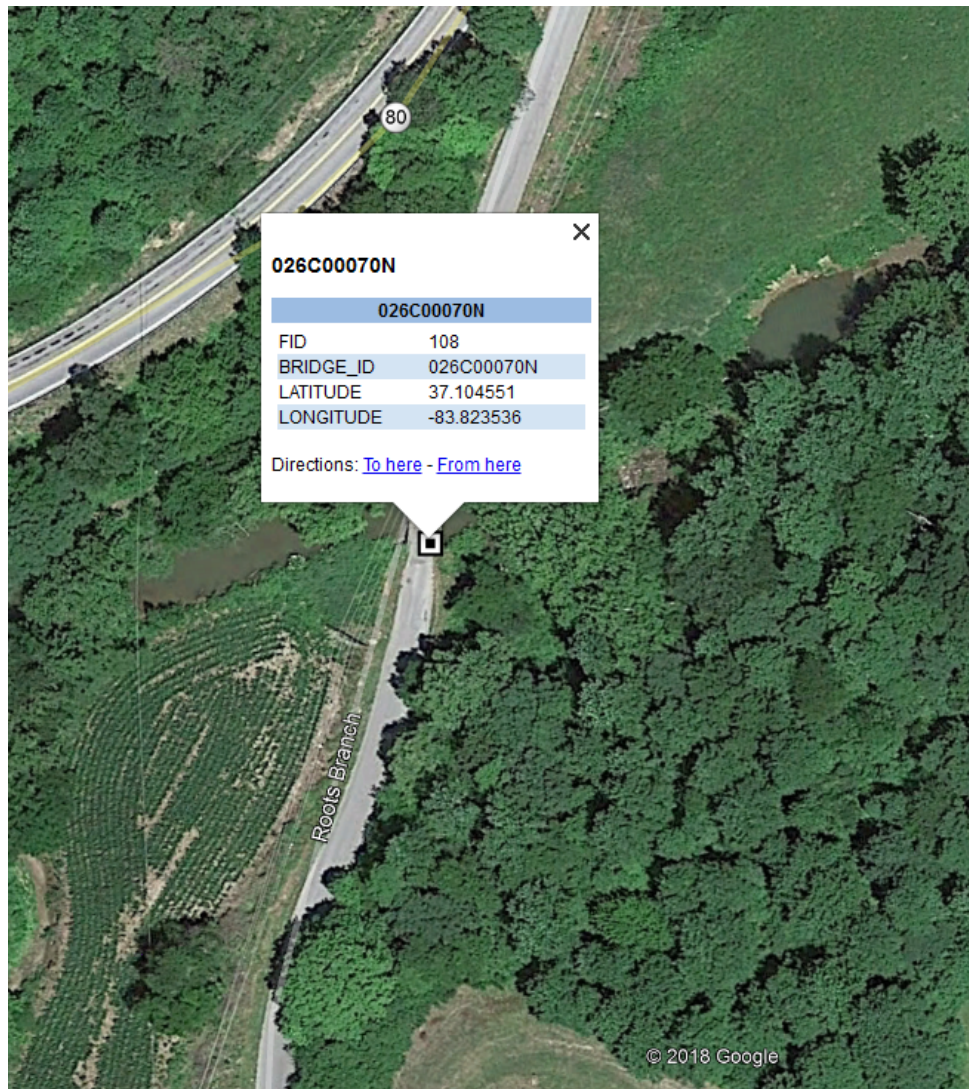 80
026C00070N
026C00070N
FID 108
BRIDGE_ID 026C00070N
LATITUDE 37.104551
LONGITUDE -83.823536
Directions: To here - From here
Roots Branch
© 2018 Google